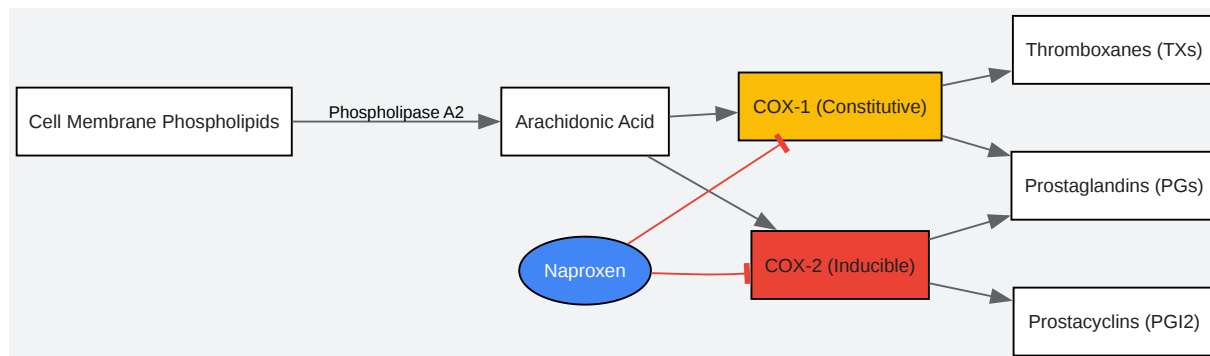 Cell Membrane Phospholipids
Phospholipase A2
Arachidonic Acid
Naproxen
COX-1 (Constitutive)
COX-2 (Inducible)
Thromboxanes (TXs)
Prostaglandins (PGs)
Prostacyclins (PGI2)